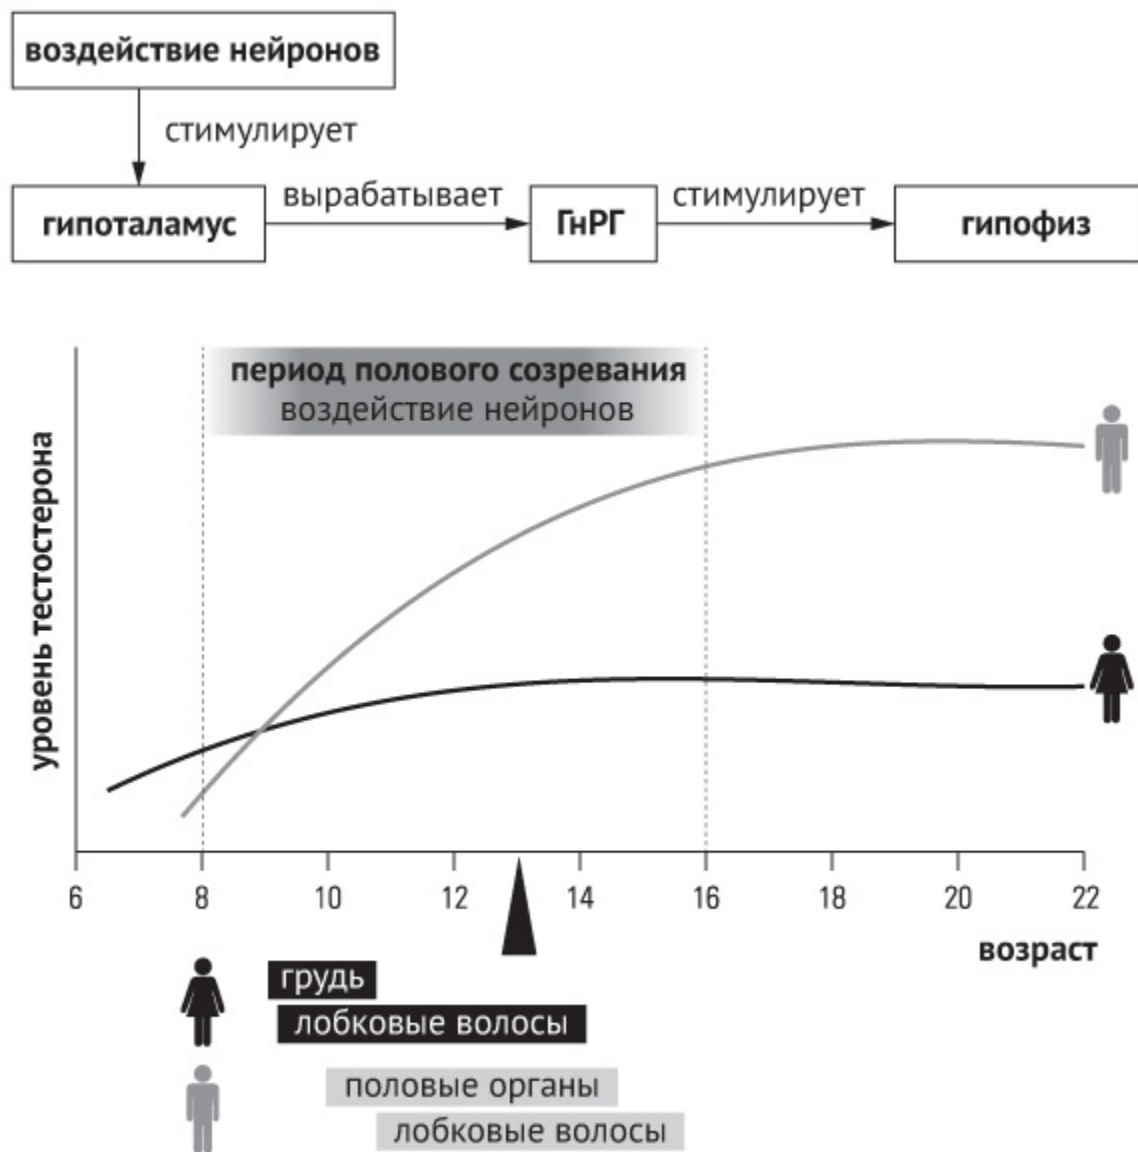 воздействие нейронов
стимулирует
гипоталамус
вырабатывает
ГнРГ
стимулирует
гипофиз
период полового созревания
воздействие нейронов
уровень тестостерона
6 8 10 12 14 16 18 20 22
возраст
грудь
лобковые волосы
половые органы
лобковые волосы